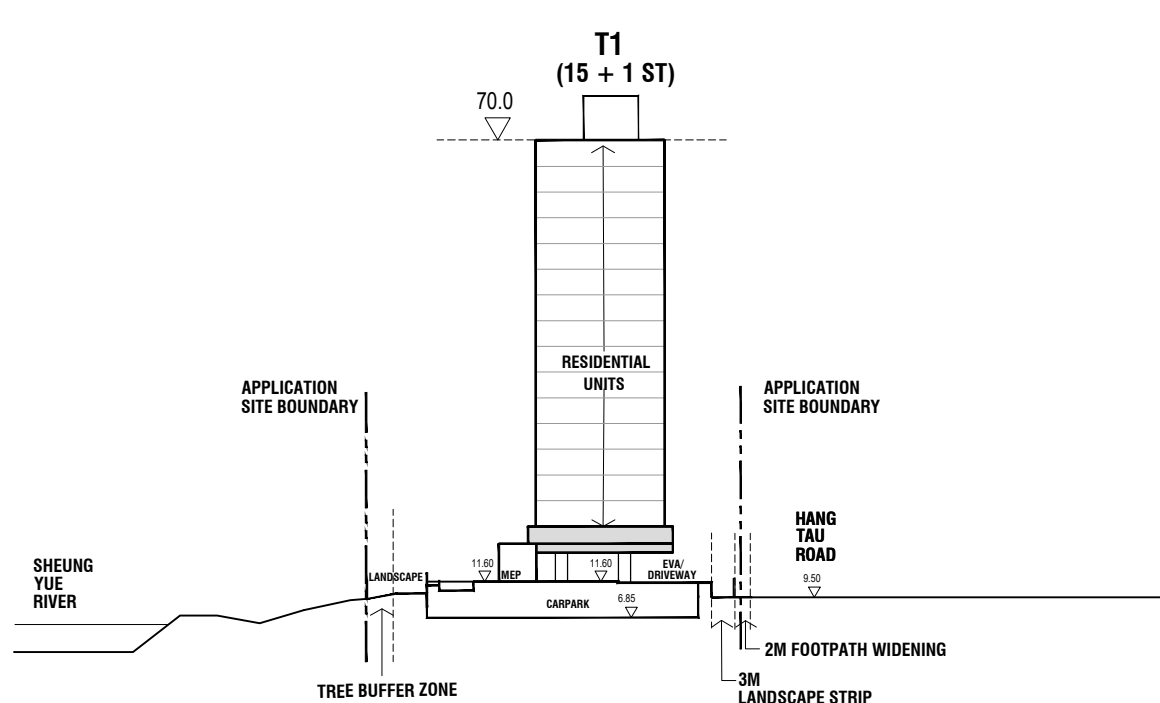 T1
(15 + 1 ST)
70.0
RESIDENTIAL
UNITS
APPLICATION
SITE BOUNDARY
APPLICATION
SITE BOUNDARY
HANG
TAU
ROAD
SHEUNG
YUE
RIVER
LANDSCAPE
11.60
MEP
11.60
EVA/
DRIVEWAY
9.50
CARPARK
6.85
2M FOOTPATH WIDENING
TREE BUFFER ZONE
3M
LANDSCAPE STRIP